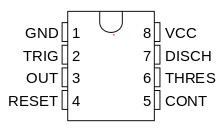 GND 1 8 VCC
TRIG 2 7 DISCH
OUT 3 6 THRES
RESET 4 5 CONT